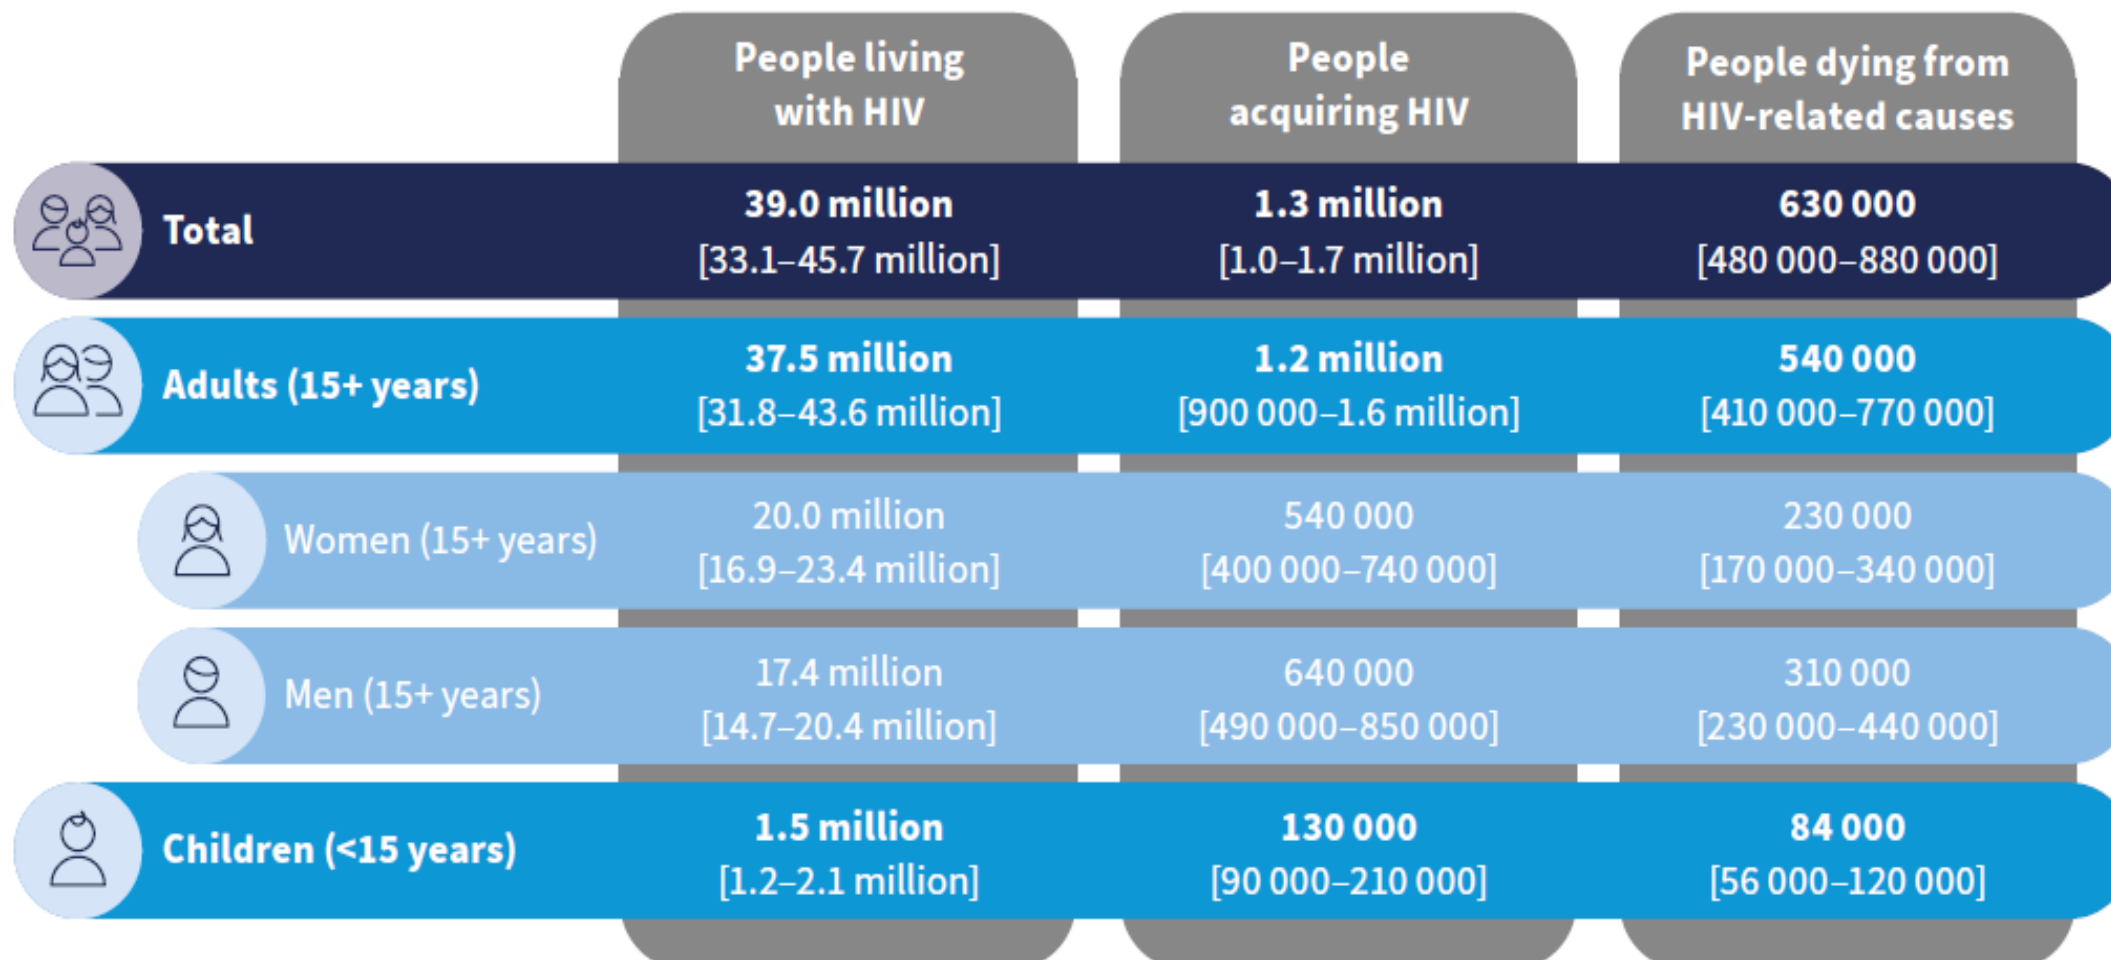 People living
with HIV
People
acquiring HIV
People dying from
HIV-related causes
Total
39.0 million
[33.1–45.7 million]
1.3 million
[1.0–1.7 million]
630 000
[480 000–880 000]
Adults (15+ years)
37.5 million
[31.8–43.6 million]
1.2 million
[900 000–1.6 million]
540 000
[410 000–770 000]
Women (15+ years)
20.0 million
[16.9–23.4 million]
540 000
[400 000–740 000]
230 000
[170 000–340 000]
Men (15+ years)
17.4 million
[14.7–20.4 million]
640 000
[490 000–850 000]
310 000
[230 000–440 000]
Children (<15 years)
1.5 million
[1.2–2.1 million]
130 000
[90 000–210 000]
84 000
[56 000–120 000]